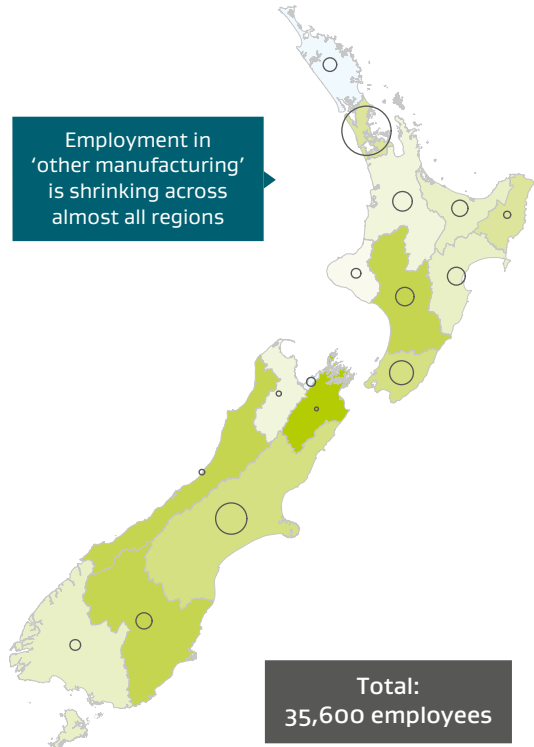 Employment in
‘other manufacturing’
is shrinking across
almost all regions
Total:
35,600 employees